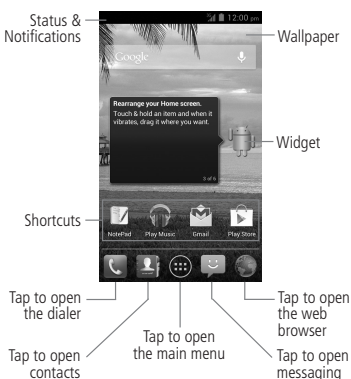 Status &
Notifications
12:00 pm
Wallpaper
Google
Rearrange your Home screen.
Touch & hold an item and when it
vibrates, drag it where you want.
3 of 6
Widget
Shortcuts
NotePad
Play Music
Gmail
Play Store
Tap to open
the dialer
Tap to open
contacts
Tap to open
the main menu
Tap to open
the web
browser
Tap to open
messaging